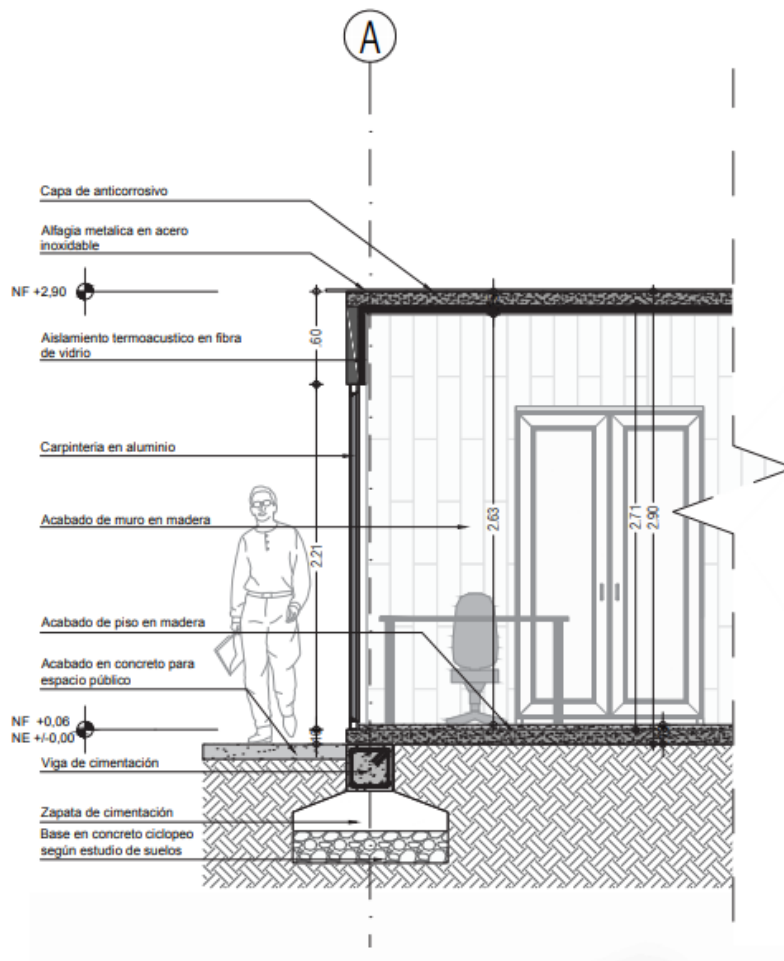 A
Capa de anticorrosivo
Alfagia metalica en acero
inoxidable
NF +2,90
.60
Aislamiento termoacustico en fibra
de vidrio
Carpinteria en aluminio
Acabado de muro en madera
2.21
2.63
2.71
2.90
Acabado de piso en madera
Acabado en concreto para
espacio público
NF +0,06
NE +/-0,00
Viga de cimentación
Zapata de cimentación
Base en concreto ciclopeo
según estudio de suelos